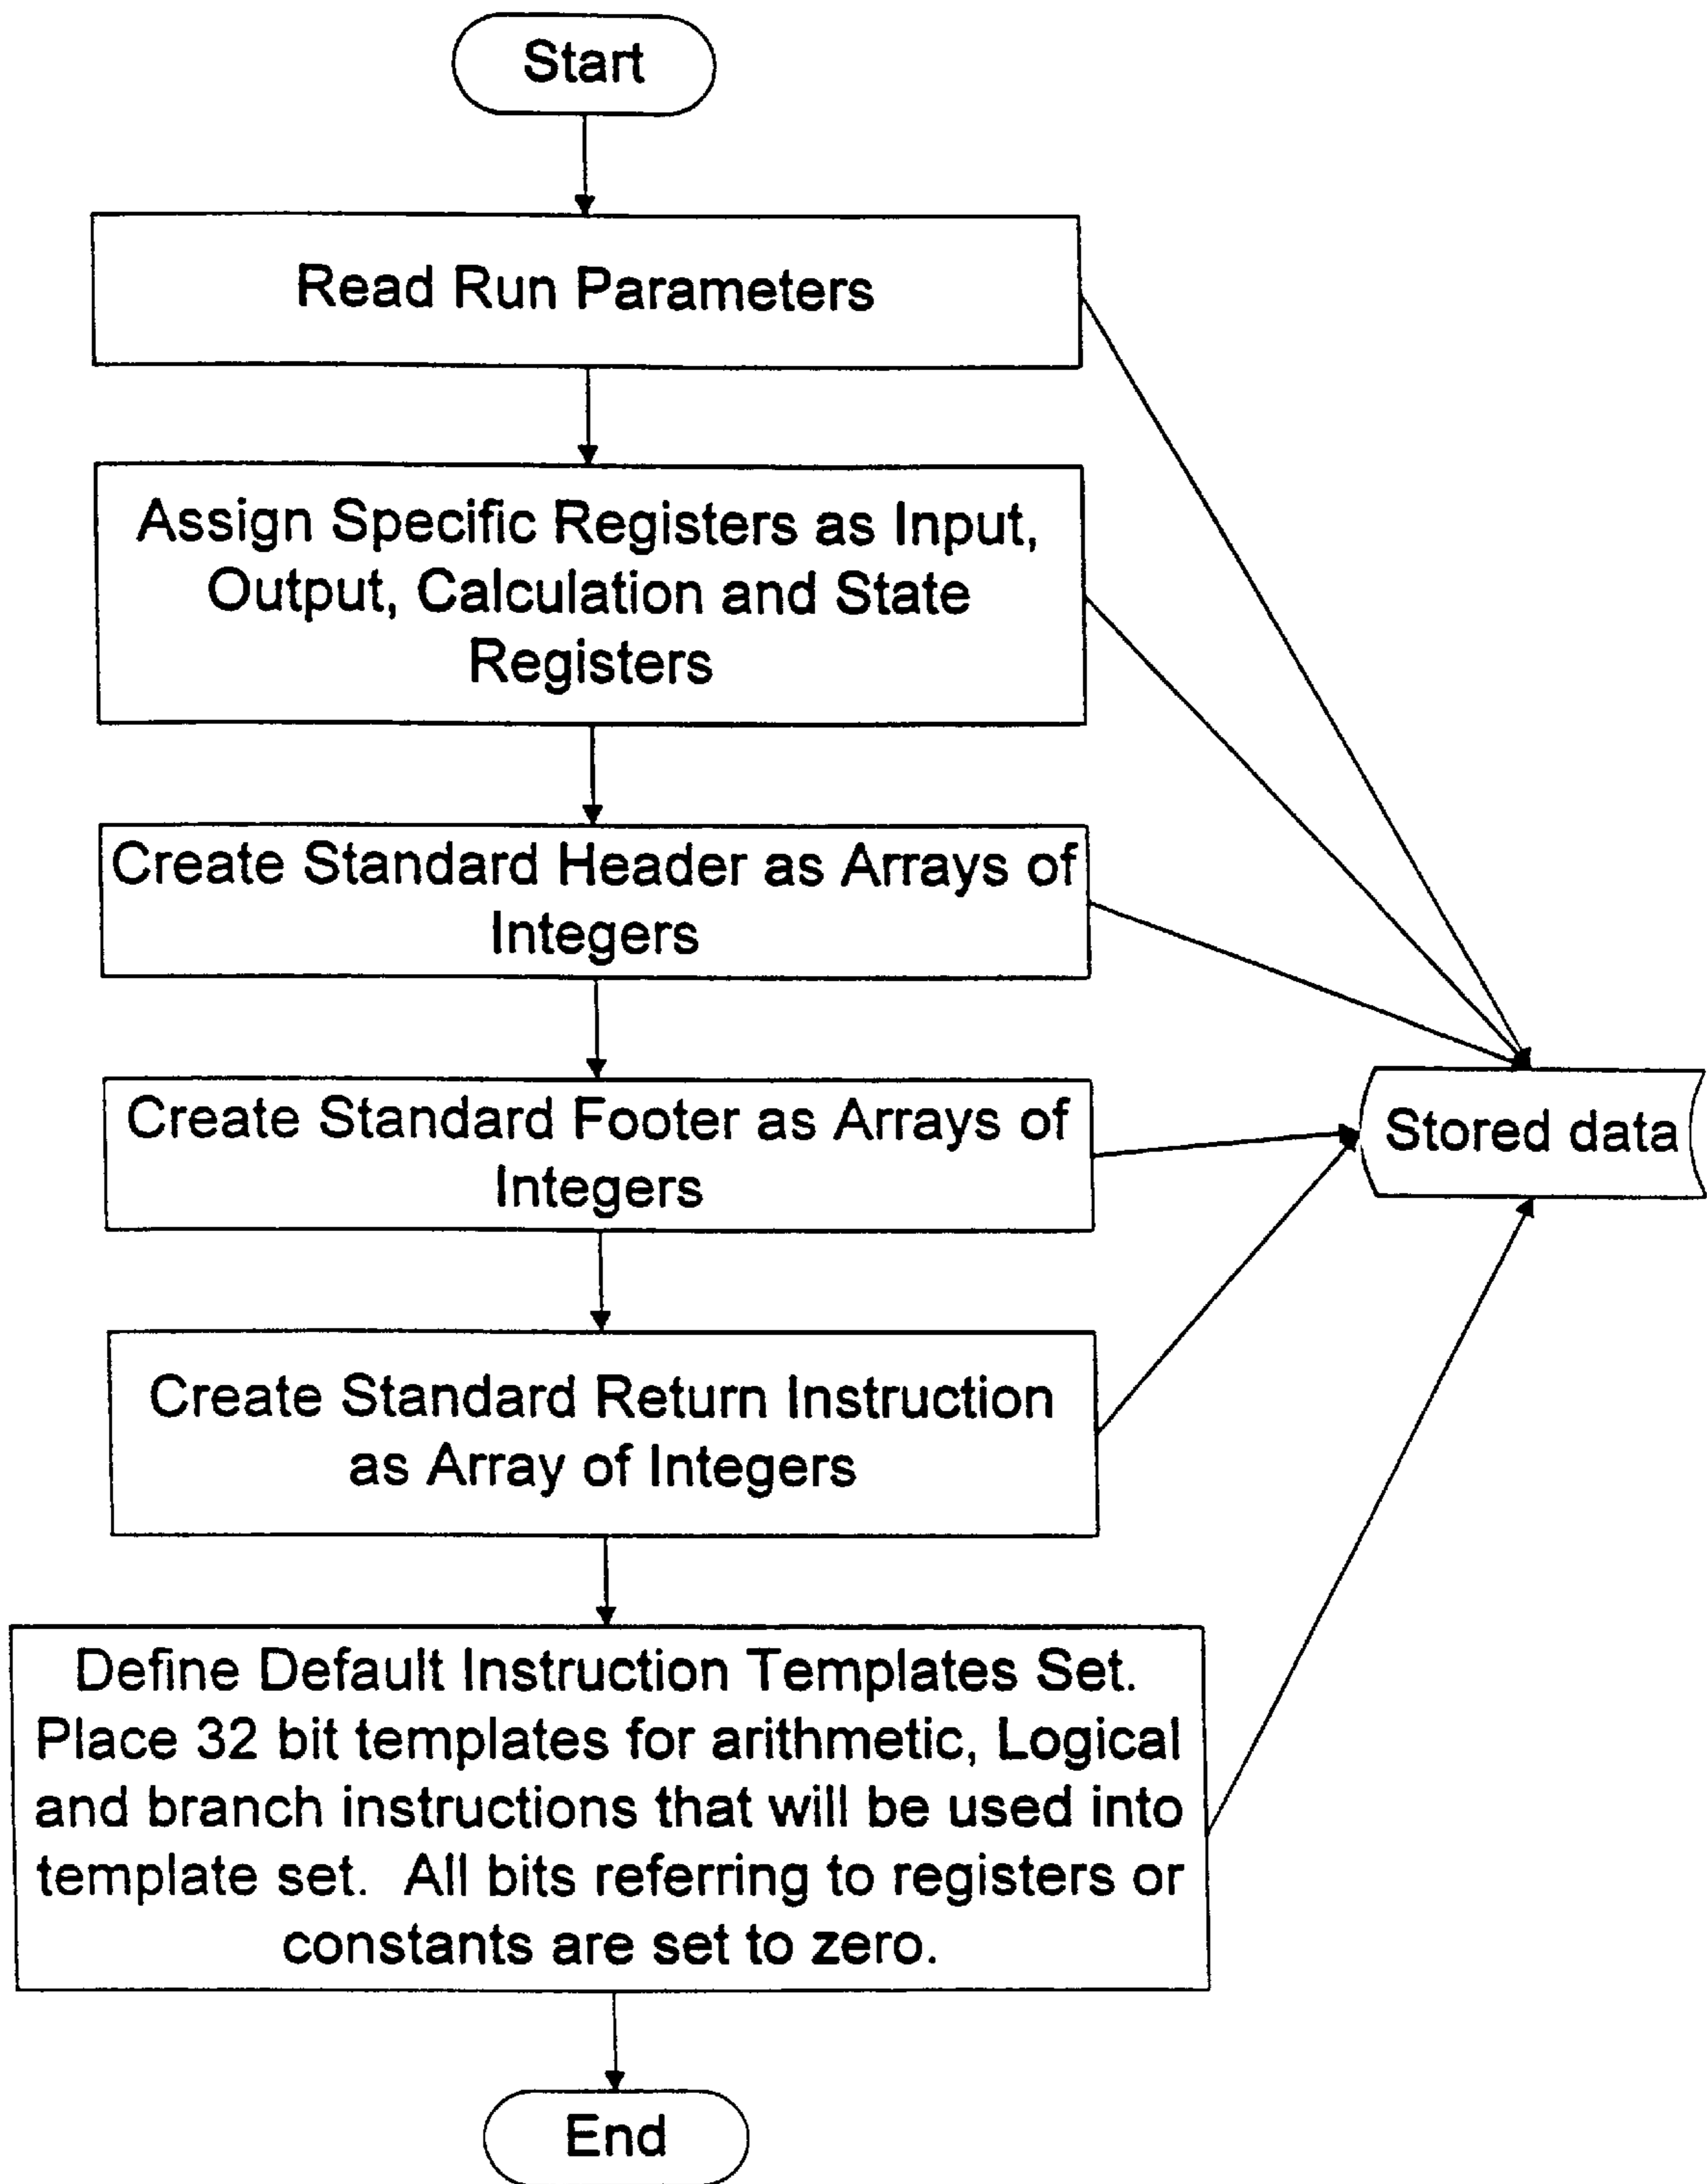 Start
Read Run Parameters
Assign Specific Registers as Input,
Output, Calculation and State
Registers
Create Standard Header as Arrays of
Integers
Create Standard Footer as Arrays of
Integers
Stored data
Create Standard Return Instruction
as Array of Integers
Define Default Instruction Templates Set.
Place 32 bit templates for arithmetic, Logical
and branch instructions that will be used into
template set.  All bits referring to registers or
constants are set to zero.
End